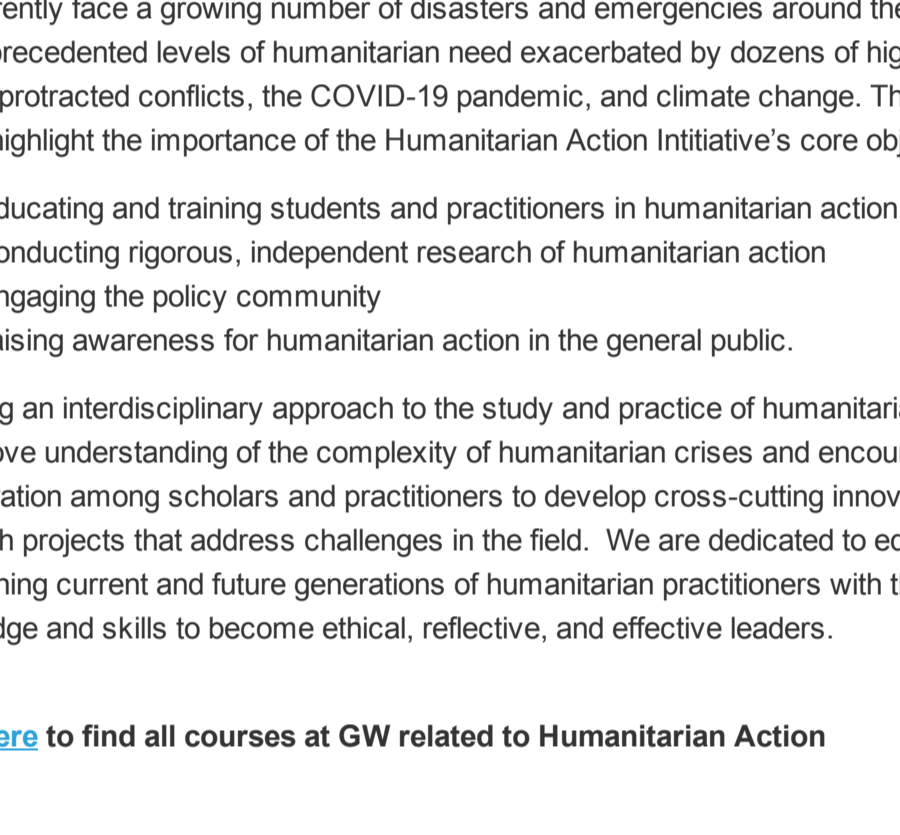 ently face a growing number of disasters and emergencies around the
precedented levels of humanitarian need exacerbated by dozens of hig
protracted conflicts, the COVID-19 pandemic, and climate change. Th
ighlight the importance of the Humanitarian Action Intitiative’s core obj
ducating and training students and practitioners in humanitarian action
onducting rigorous, independent research of humanitarian action
ngaging the policy community
aising awareness for humanitarian action in the general public.
g an interdisciplinary approach to the study and practice of humanitari
ove understanding of the complexity of humanitarian crises and encou
ation among scholars and practitioners to develop cross-cutting innov
h projects that address challenges in the field. We are dedicated to ed
ning current and future generations of humanitarian practitioners with t
dge and skills to become ethical, reflective, and effective leaders.
ere to find all courses at GW related to Humanitarian Action